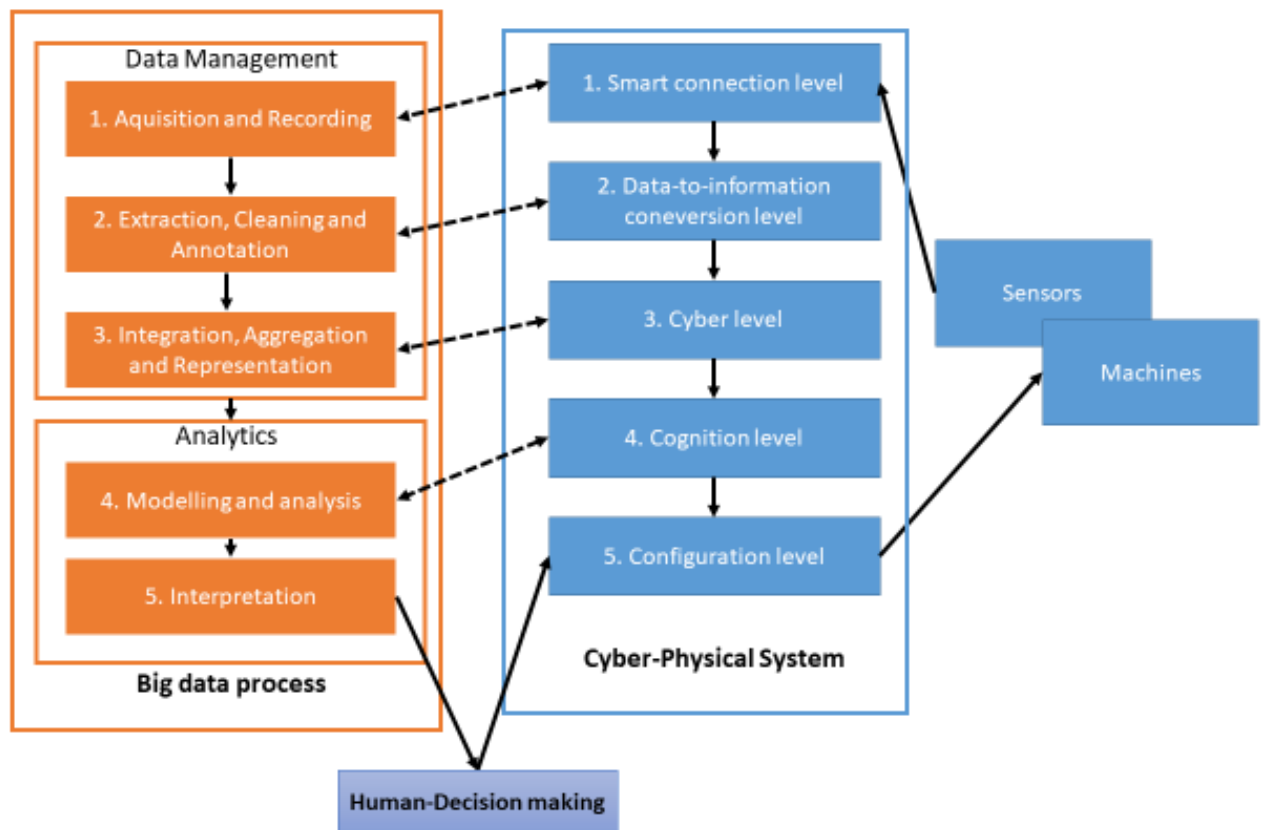 Data Management
1. Aquisition and Recording
2. Extraction, Cleaning and
Annotation
3. Integration, Aggregation
and Representation
Analytics
4. Modelling and analysis
5. Interpretation
Big data process
1. Smart connection level
2. Data-to-information
coneversion level
3. Cyber level
4. Cognition level
5. Configuration level
Cyber-Physical System
Sensors
Machines
Human-Decision making